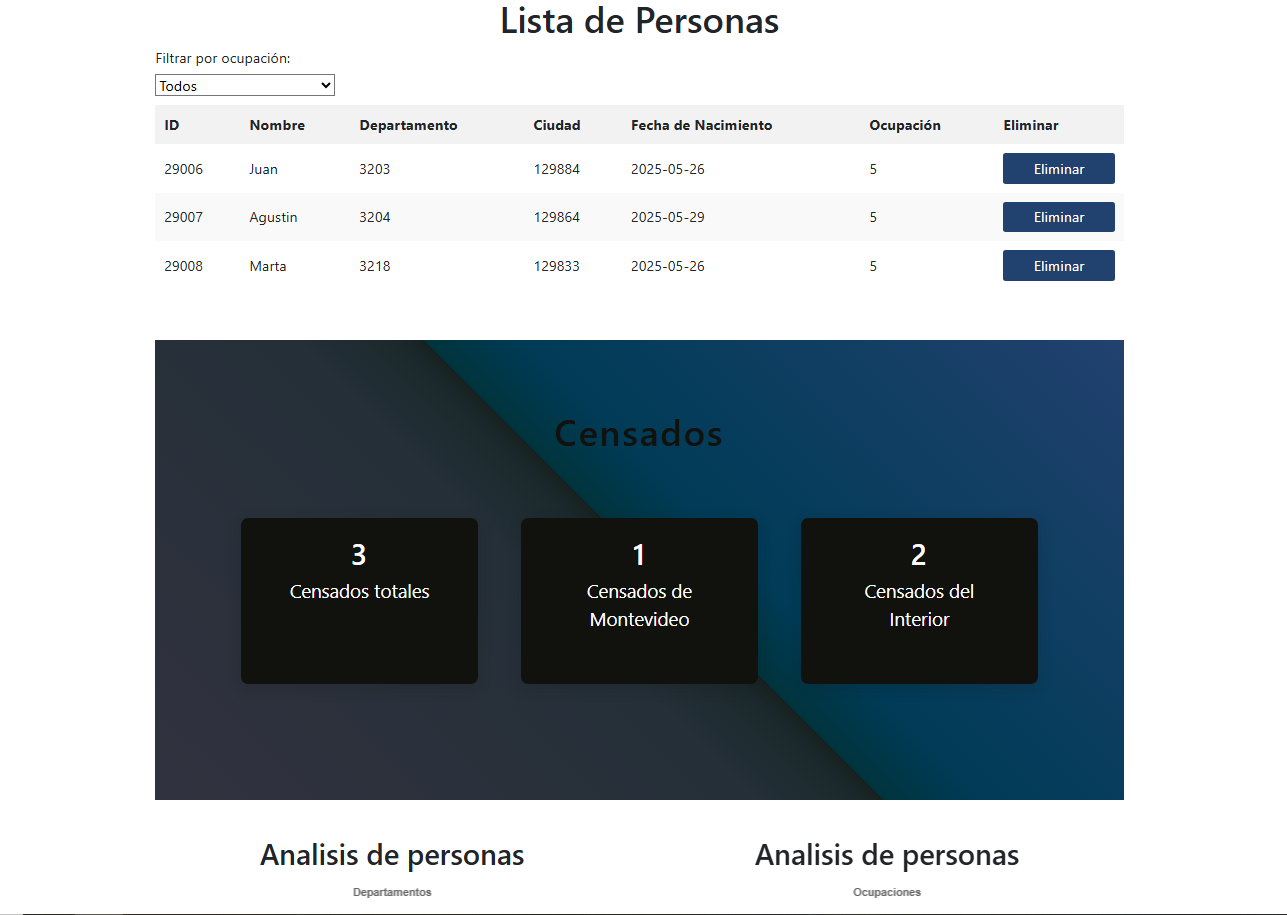 Lista de Personas
Filtrar por ocupación:
Todos
ID Nombre Departamento Ciudad Fecha de Nacimiento Ocupación Eliminar
29006 Juan 3203 129884 2025-05-26 5 Eliminar
29007 Agustin 3204 129864 2025-05-29 5 Eliminar
29008 Marta 3218 129833 2025-05-26 5 Eliminar
Censados
3
Censados totales
1
Censados de
Montevideo
2
Censados del
Interior
Analisis de personas
Departamentos
Analisis de personas
Ocupaciones